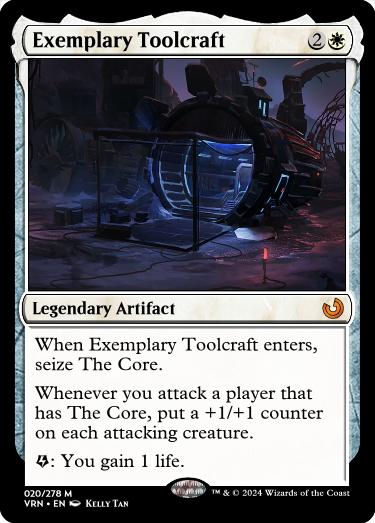 Exemplary Toolcraft 2
Legendary Artifact
When Exemplary Toolcraft enters,
seize The Core.
Whenever you attack a player that
has The Core, put a +1/+1 counter
on each attacking creature.
: You gain 1 life.
020/278 M
VRN • EN KELLY TAN
™ & © 2024 Wizards of the Coast